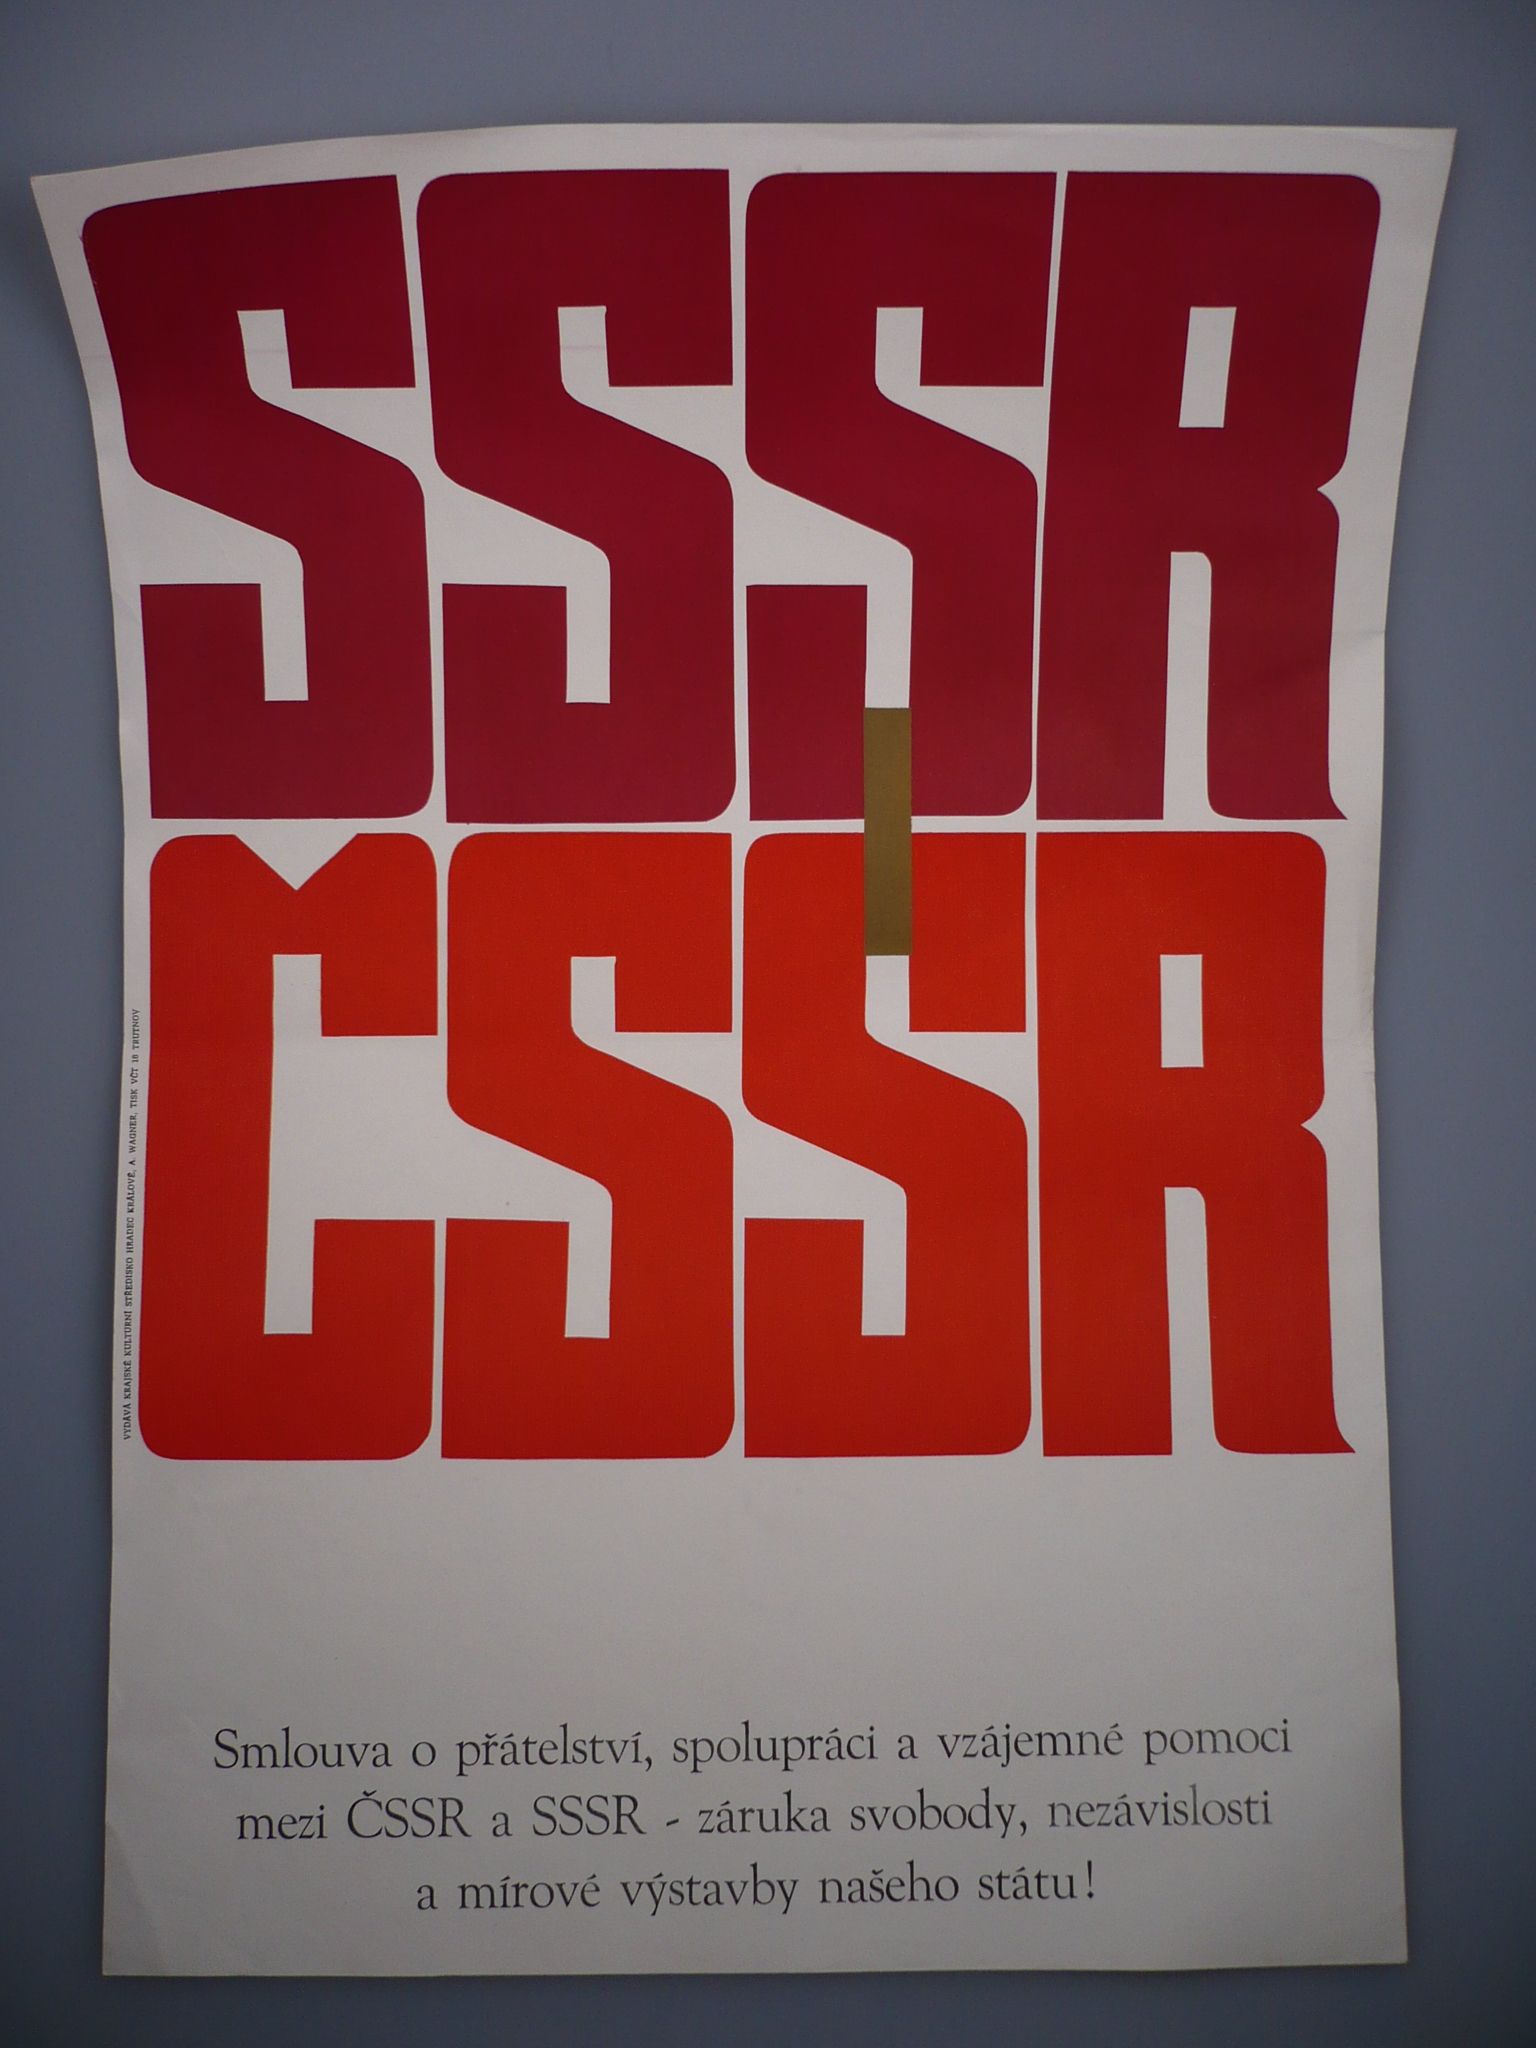 SSSR
ČSSR
VYDÁVÁ KRAJSKÉ KULTURNÍ STŘEDISKO HRADEC KRÁLOVÉ, A. WAGNER, TISK VČT 18 TRUTNOV
Smlouva o přátelství, spolupráci a vzájemné pomoci
mezi ČSSR a SSSR - záruka svobody, nezávislosti
a mírové výstavby našeho státu!